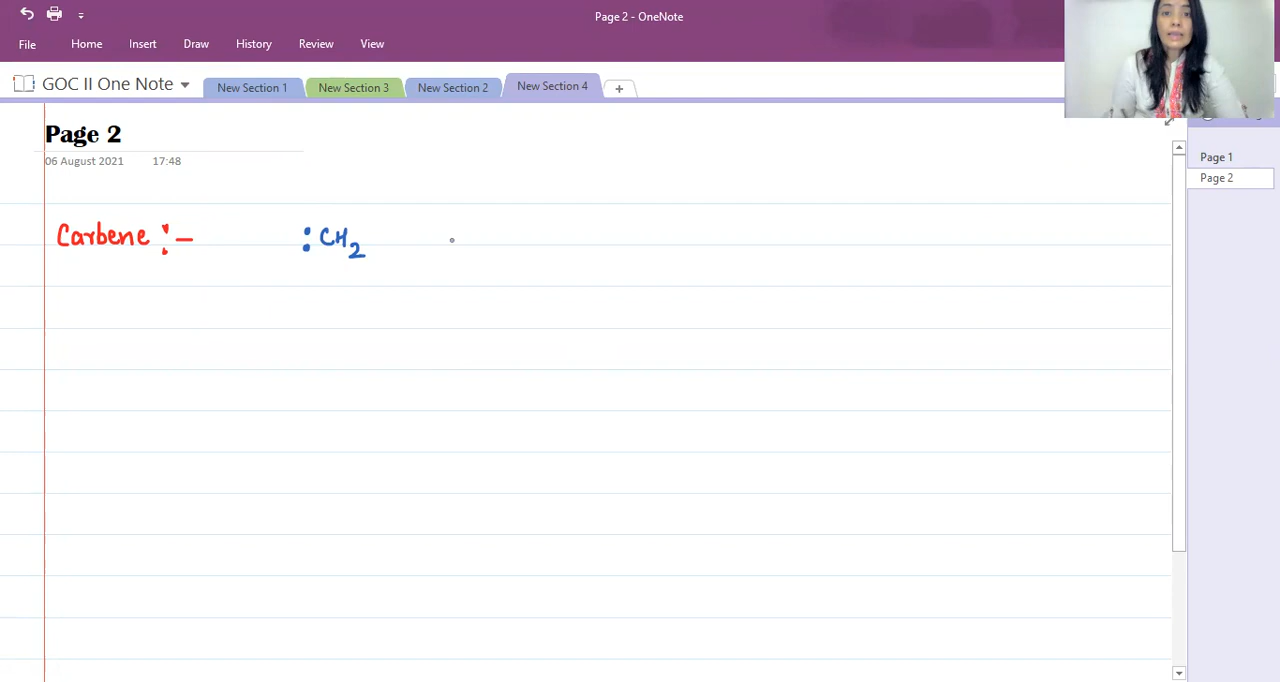 Page 2 - OneNote
File Home Insert Draw History Review View
GOC II One Note New Section 1 New Section 3 New Section 2 New Section 4 +
Page 2
06 August 2021 17:48
Page 1
Page 2
Carbene :- :CH2